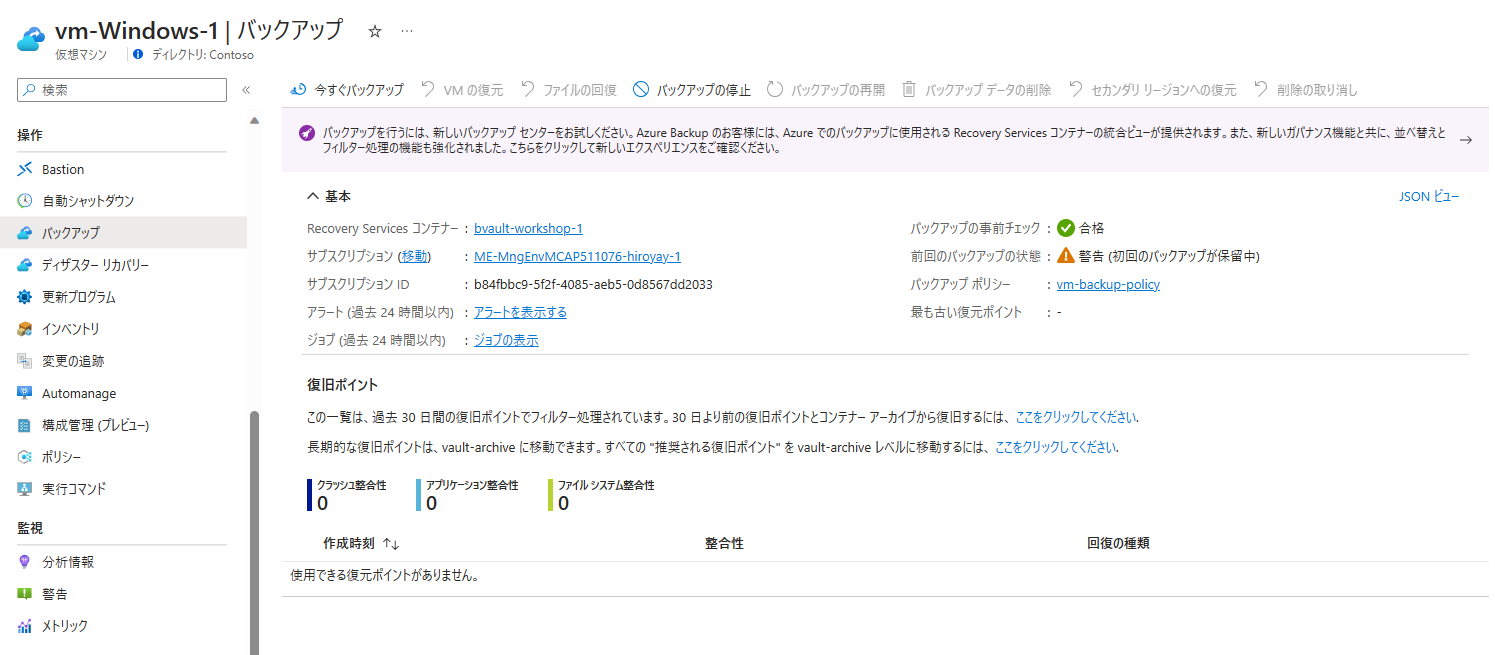 vm-Windows-1 | バックアップ ☆ …
仮想マシン ディレクトリ: Contoso
検索 «
操作
Bastion
自動シャットダウン
バックアップ
ディザスター リカバリー
更新プログラム
インベントリ
変更の追跡
Automanage
構成管理 (プレビュー)
ポリシー
実行コマンド
監視
分析情報
警告
メトリック
今すぐバックアップ VM の復元 ファイルの回復 バックアップの停止 バックアップの再開 バックアップ データの削除 セカンダリ リージョンへの復元 削除の取り消し
バックアップを行うには、新しいバックアップ センターをお試しください。Azure Backup のお客様には、Azure でのバックアップに使用される Recovery Services コンテナーの統合ビューが提供されます。また、新しいガバナンス機能と共に、並べ替えと
フィルター処理の機能も強化されました。こちらをクリックして新しいエクスペリエンスをご確認ください。 →
基本 JSON ビュー
Recovery Services コンテナー : bvault-workshop-1
サブスクリプション (移動) : ME-MngEnvMCAP511076-hiroyay-1
サブスクリプション ID : b84fbbc9-5f2f-4085-aeb5-0d8567dd2033
アラート (過去 24 時間以内) : アラートを表示する
ジョブ (過去 24 時間以内) : ジョブの表示
バックアップの事前チェック : 合格
前回のバックアップの状態 : 警告 (初回のバックアップが保留中)
バックアップ ポリシー : vm-backup-policy
最も古い復元ポイント : -
復旧ポイント
この一覧は、過去 30 日間の復旧ポイントでフィルター処理されています。30 日より前の復旧ポイントとコンテナー アーカイブから復旧するには、ここをクリックしてください.
長期的な復旧ポイントは、vault-archive に移動できます。すべての "推奨される復旧ポイント" を vault-archive レベルに移動するには、ここをクリックしてください.
クラッシュ整合性 アプリケーション整合性 ファイル システム整合性
0 0 0
作成時刻 ↑↓ 整合性 回復の種類
使用できる復元ポイントがありません。